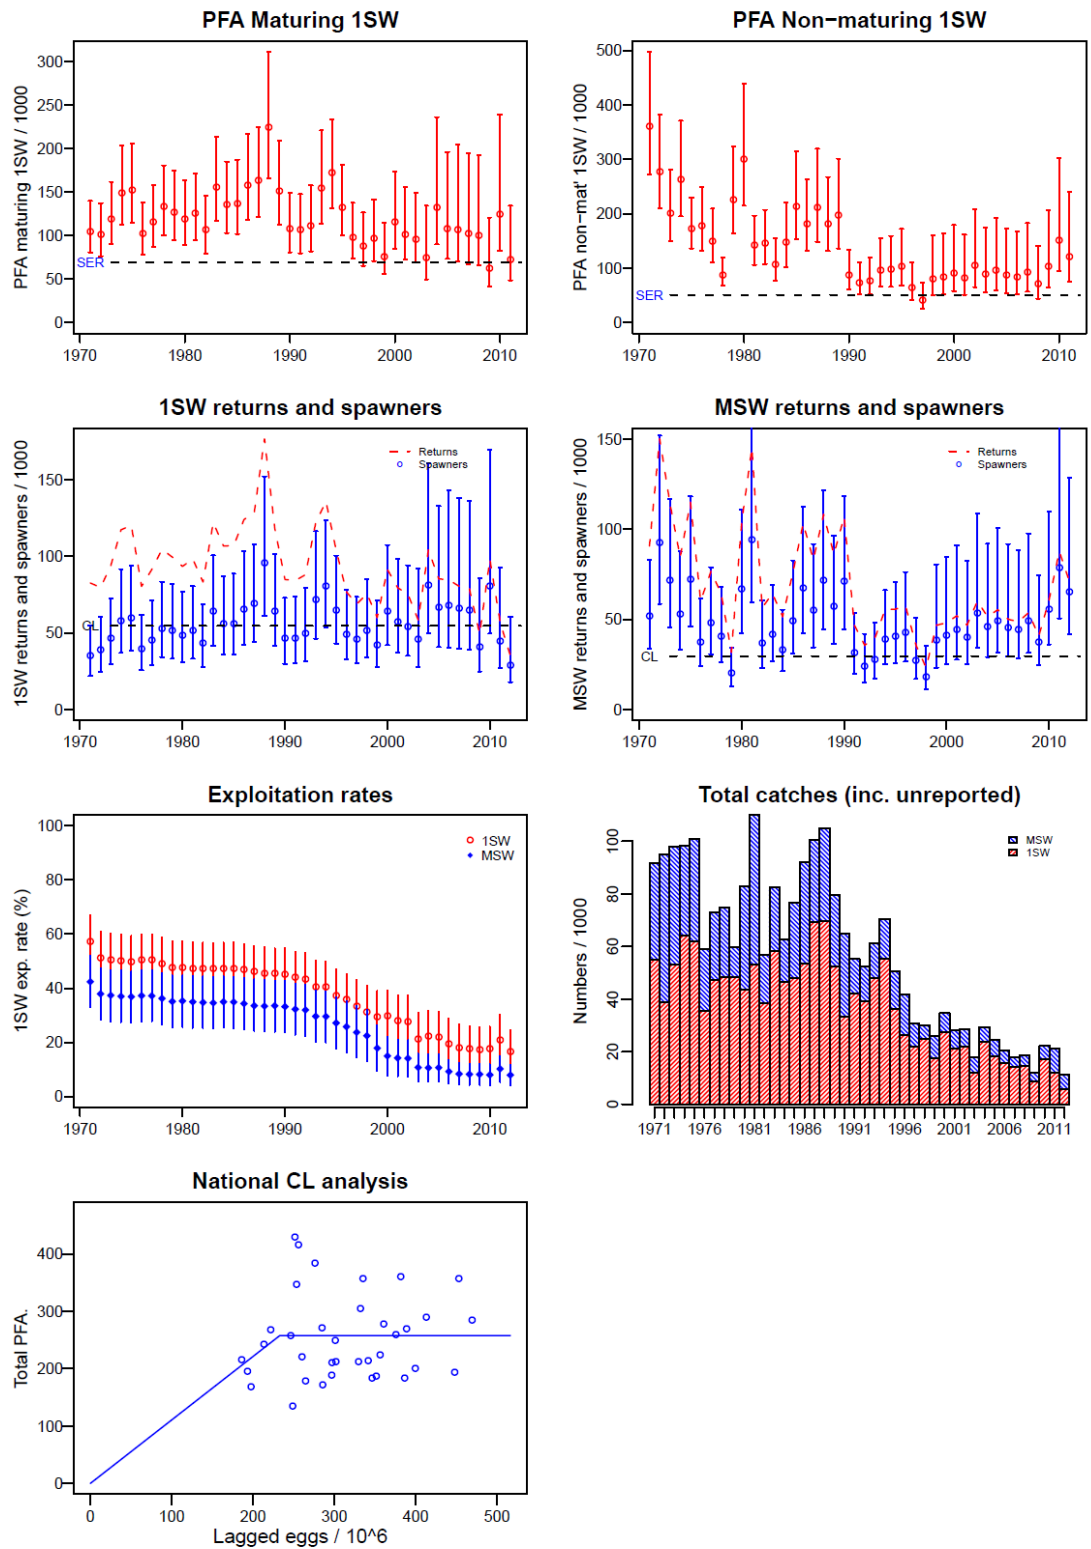 PFA Maturing 1SW
PFA maturing 1SW / 1000
300
250
200
150
100
50
0
SER
1970 1980 1990 2000 2010
PFA Non−maturing 1SW
PFA non−mat' 1SW / 1000
500
400
300
200
100
0
SER
1970 1980 1990 2000 2010
1SW returns and spawners
1SW returns and spawners / 1000
150
100
50
0
CL
Returns
Spawners
1970 1980 1990 2000 2010
MSW returns and spawners
MSW returns and spawners / 1000
150
100
50
0
CL
Returns
Spawners
1970 1980 1990 2000 2010
Exploitation rates
1SW exp. rate (%)
100
80
60
40
20
0
1SW
MSW
1970 1980 1990 2000 2010
Total catches (inc. unreported)
Numbers / 1000
100
80
60
40
20
0
MSW
1SW
1971 1976 1981 1986 1991 1996 2001 2006 2011
National CL analysis
Total PFA.
400
300
200
100
0
0 100 200 300 400 500
Lagged eggs / 10^6